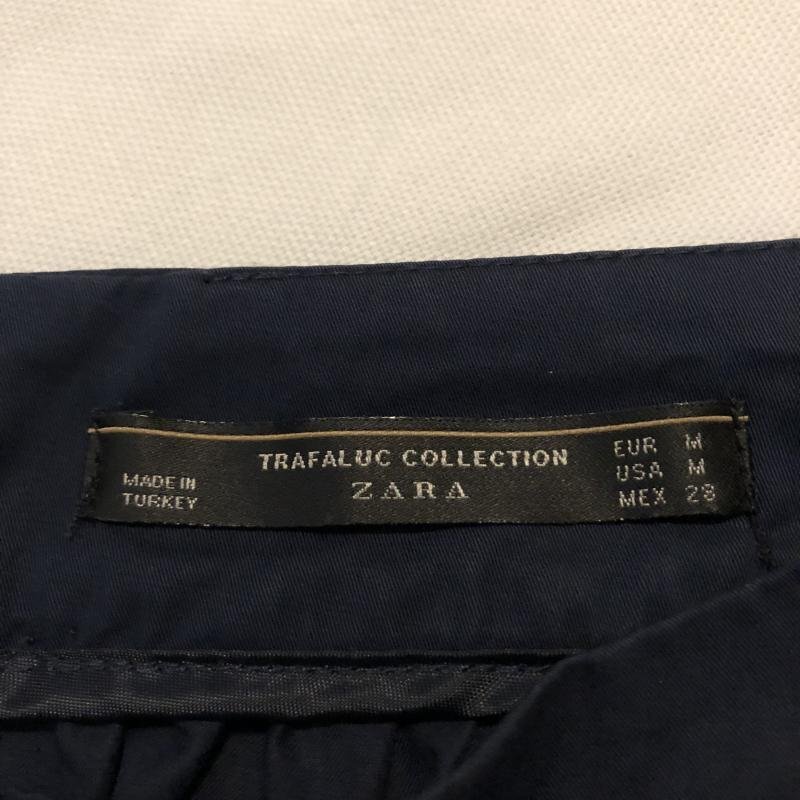 MADE IN
TURKEY
TRAFALUC COLLECTION
ZARA
EUR M
USA M
MEX 28